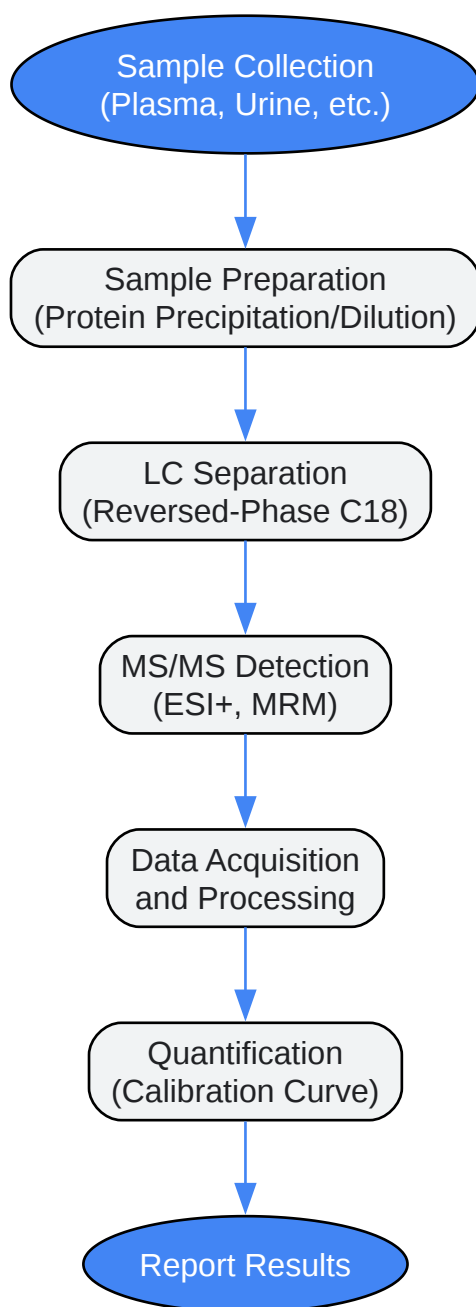 Sample Collection
(Plasma, Urine, etc.)
Sample Preparation
(Protein Precipitation/Dilution)
LC Separation
(Reversed-Phase C18)
MS/MS Detection
(ESI+, MRM)
Data Acquisition
and Processing
Quantification
(Calibration Curve)
Report Results